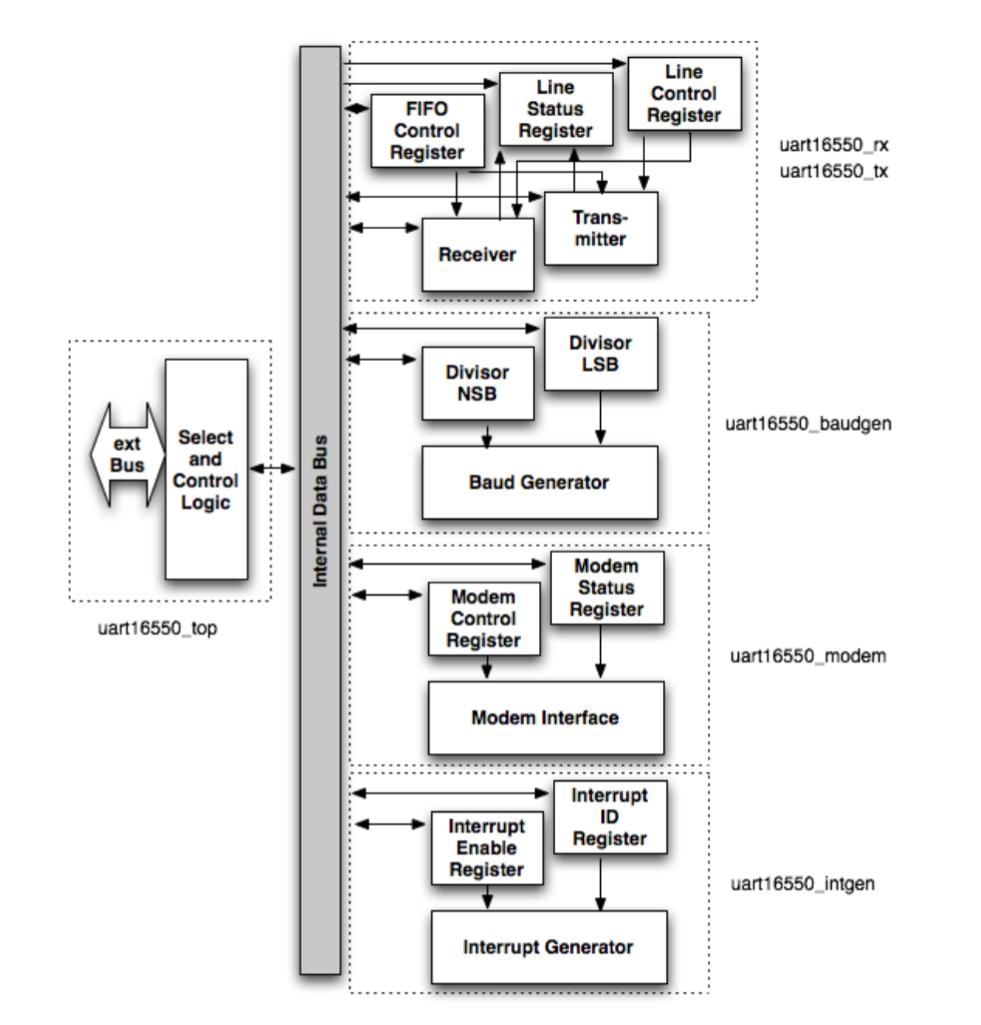 Line
Control
Register
Line
Status
Register
FIFO
Control
Register
uart16550_rx
uart16550_tx
Trans-
mitter
Receiver
Divisor
LSB
Divisor
NSB
uart16550_baudgen
Baud Generator
ext
Bus
Select
and
Control
Logic
Internal Data Bus
uart16550_top
Modem
Status
Register
Modem
Control
Register
uart16550_modem
Modem Interface
Interrupt
ID
Register
Interrupt
Enable
Register
uart16550_intgen
Interrupt Generator